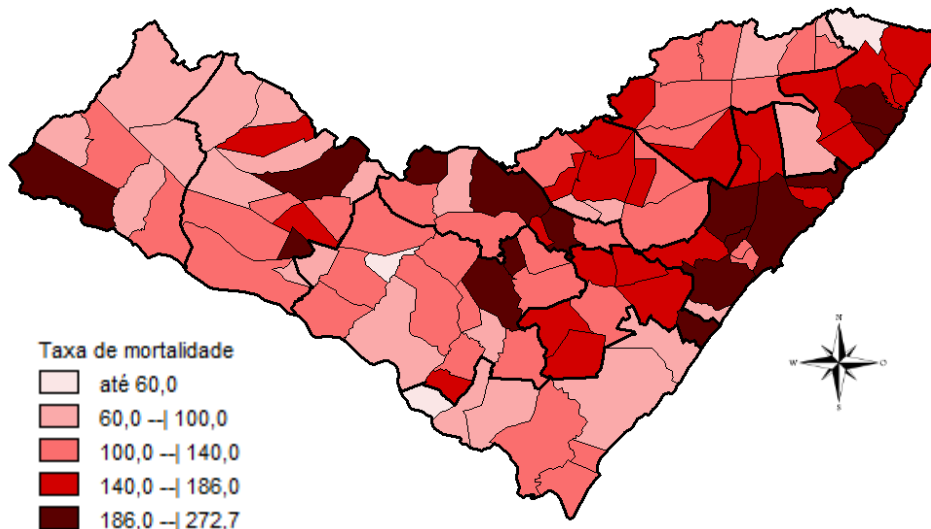 Taxa de mortalidade
até 60,0
60,0 --| 100,0
100,0 --| 140,0
140,0 --| 186,0
186,0 --| 272,7
N
W
O
S